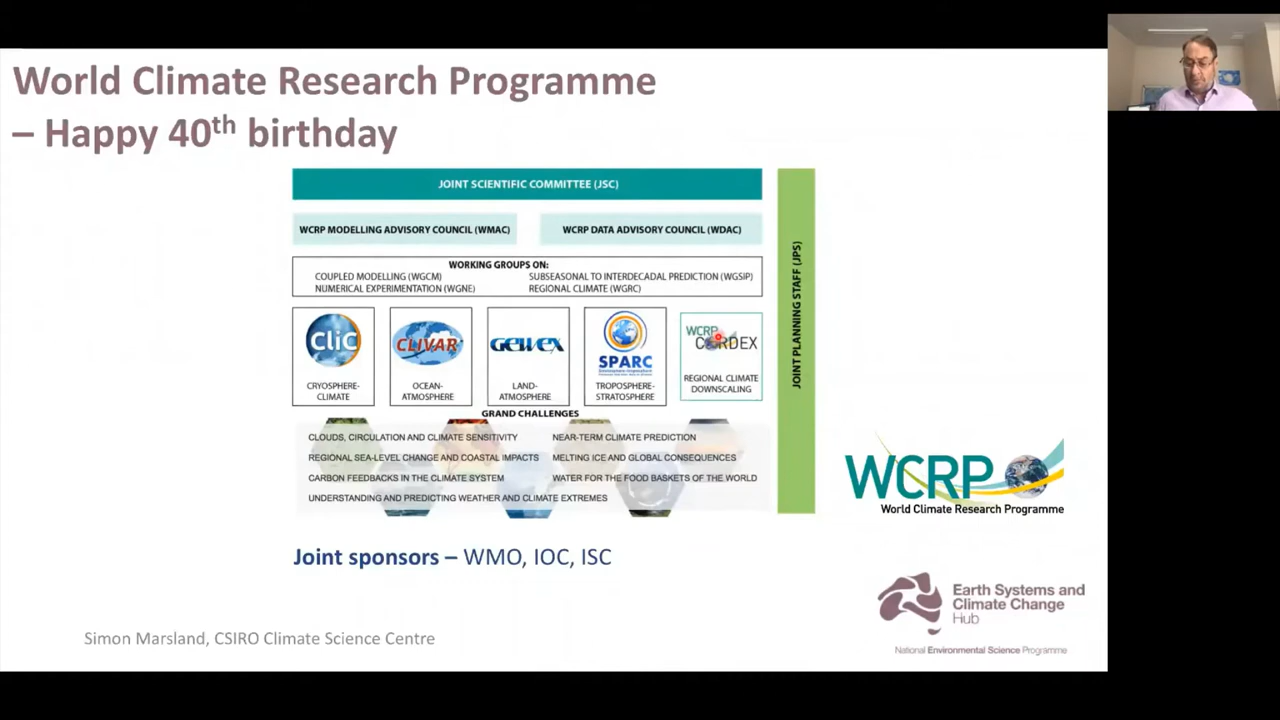 World Climate Research Programme
– Happy 40th birthday
JOINT SCIENTIFIC COMMITTEE (JSC)
WCRP MODELLING ADVISORY COUNCIL (WMAC)
WCRP DATA ADVISORY COUNCIL (WDAC)
WORKING GROUPS ON:
COUPLED MODELLING (WGCM)
SUBSEASONAL TO INTERDECADAL PREDICTION (WGSIP)
NUMERICAL EXPERIMENTATION (WGNE)
REGIONAL CLIMATE (WGRC)
CliC
CRYOSPHERE-
CLIMATE
CLIVAR
OCEAN-
ATMOSPHERE
GEWEX
LAND-
ATMOSPHERE
SPARC
TROPOSPHERE-
STRATOSPHERE
WCRP
CORDEX
REGIONAL CLIMATE
DOWNSCALING
JOINT PLANNING STAFF (JPS)
GRAND CHALLENGES
CLOUDS, CIRCULATION AND CLIMATE SENSITIVITY
NEAR-TERM CLIMATE PREDICTION
REGIONAL SEA-LEVEL CHANGE AND COASTAL IMPACTS
MELTING ICE AND GLOBAL CONSEQUENCES
CARBON FEEDBACKS IN THE CLIMATE SYSTEM
WATER FOR THE FOOD BASKETS OF THE WORLD
UNDERSTANDING AND PREDICTING WEATHER AND CLIMATE EXTREMES
WCRP
World Climate Research Programme
Joint sponsors – WMO, IOC, ISC
Earth Systems and
Climate Change
Hub
National Environmental Science Programme
Simon Marsland, CSIRO Climate Science Centre